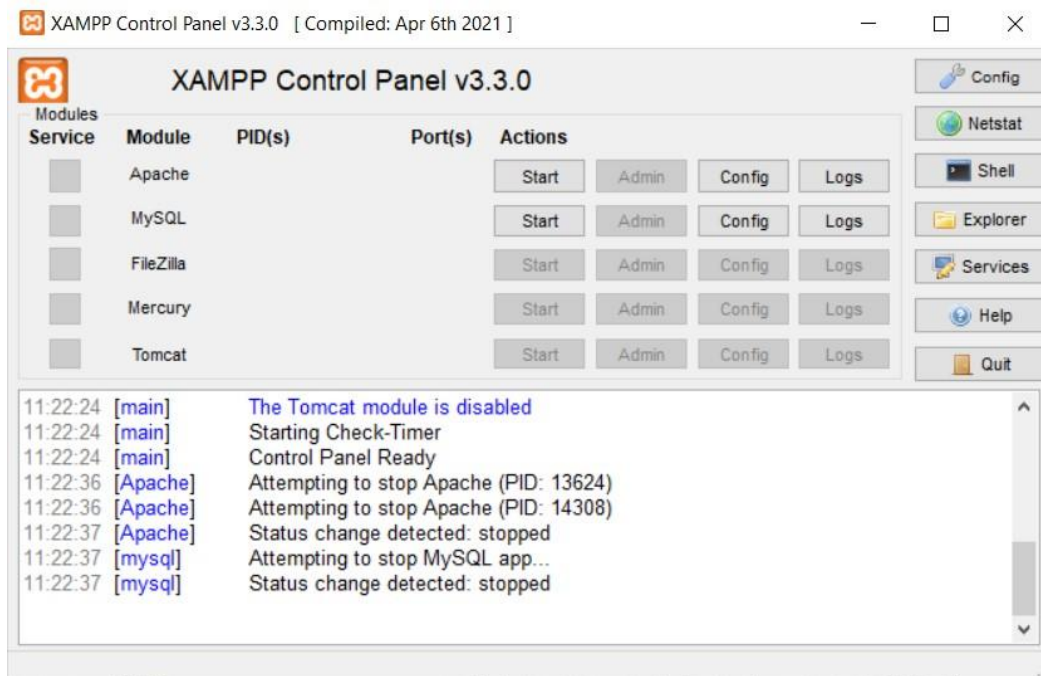 XAMPP Control Panel v3.3.0 [ Compiled: Apr 6th 2021 ]
XAMPP Control Panel v3.3.0
Config
Netstat
Shell
Explorer
Services
Help
Quit
Modules
Service Module PID(s) Port(s) Actions
Apache Start Admin Config Logs
MySQL Start Admin Config Logs
FileZilla Start Admin Config Logs
Mercury Start Admin Config Logs
Tomcat Start Admin Config Logs
11:22:24 [main] The Tomcat module is disabled
11:22:24 [main] Starting Check-Timer
11:22:24 [main] Control Panel Ready
11:22:36 [Apache] Attempting to stop Apache (PID: 13624)
11:22:36 [Apache] Attempting to stop Apache (PID: 14308)
11:22:37 [Apache] Status change detected: stopped
11:22:37 [mysql] Attempting to stop MySQL app...
11:22:37 [mysql] Status change detected: stopped